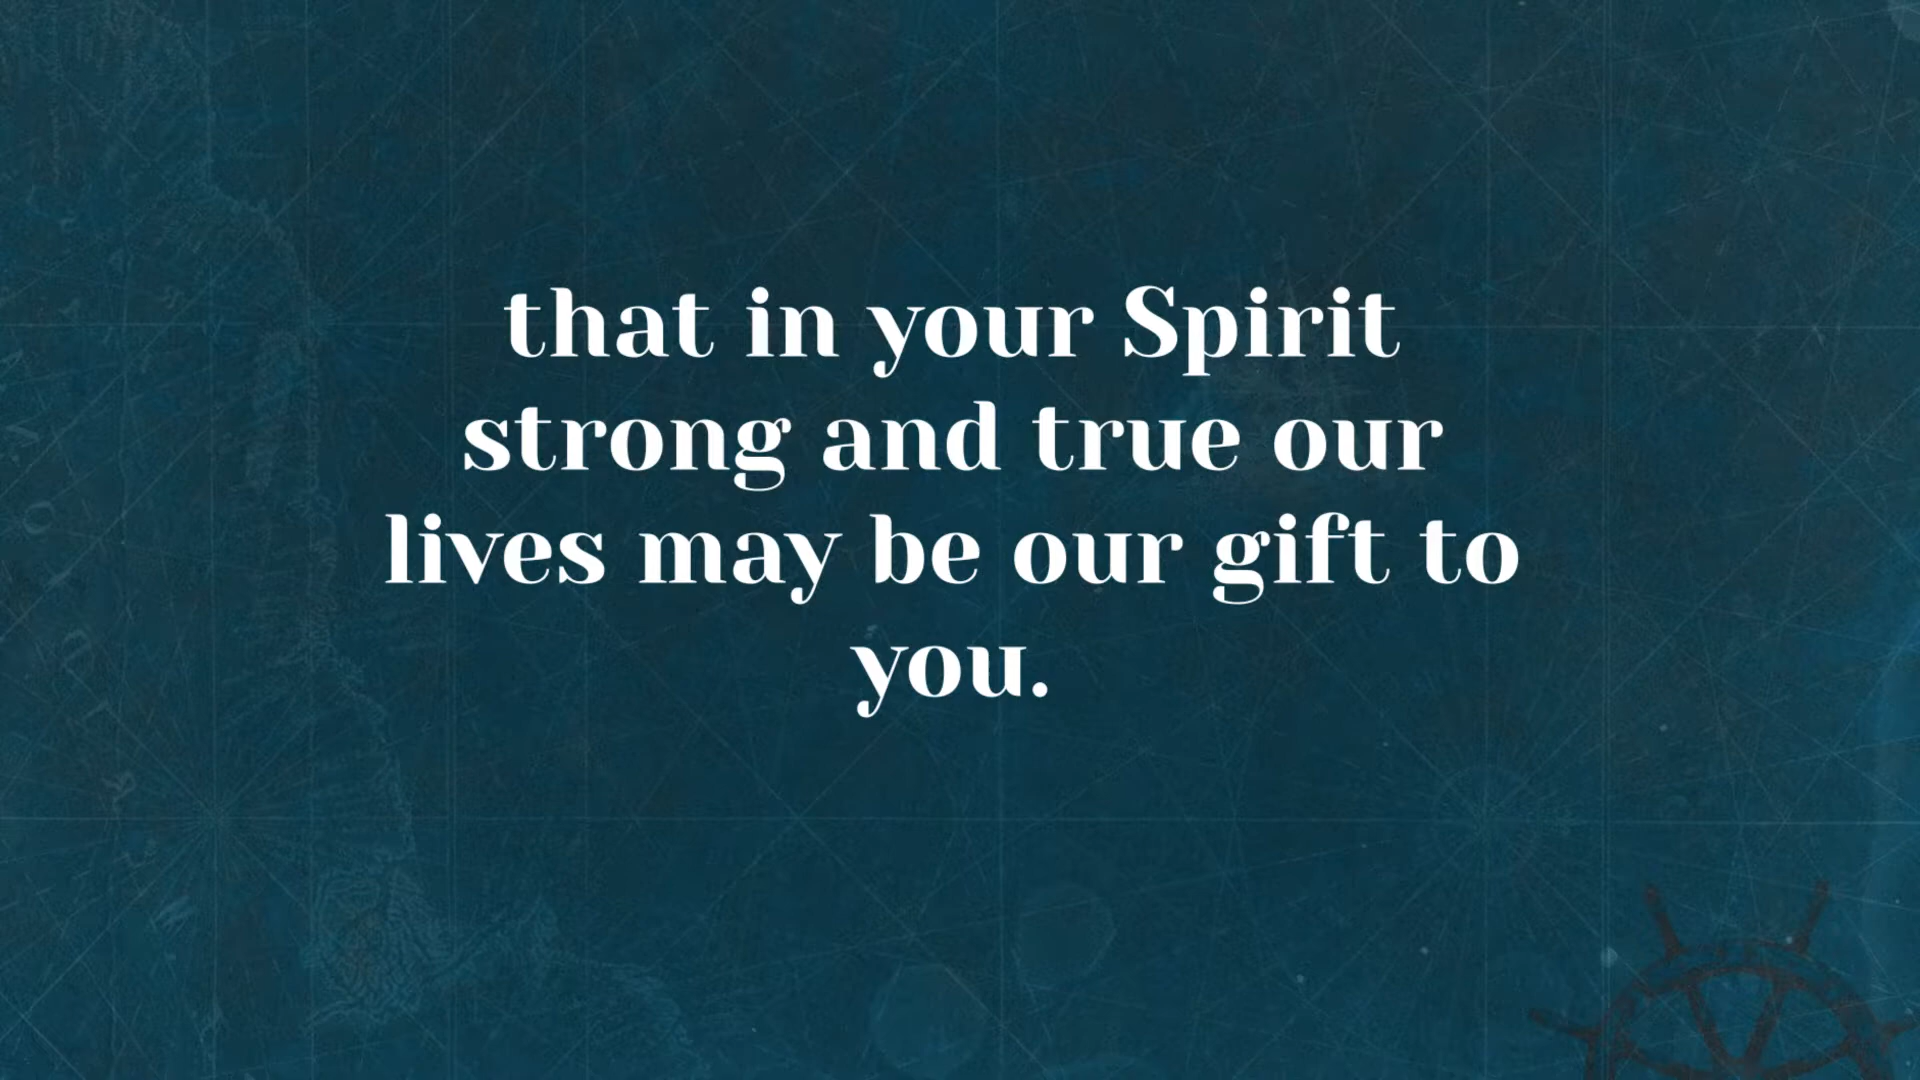 that in your Spirit
strong and true our
lives may be our gift to
you.